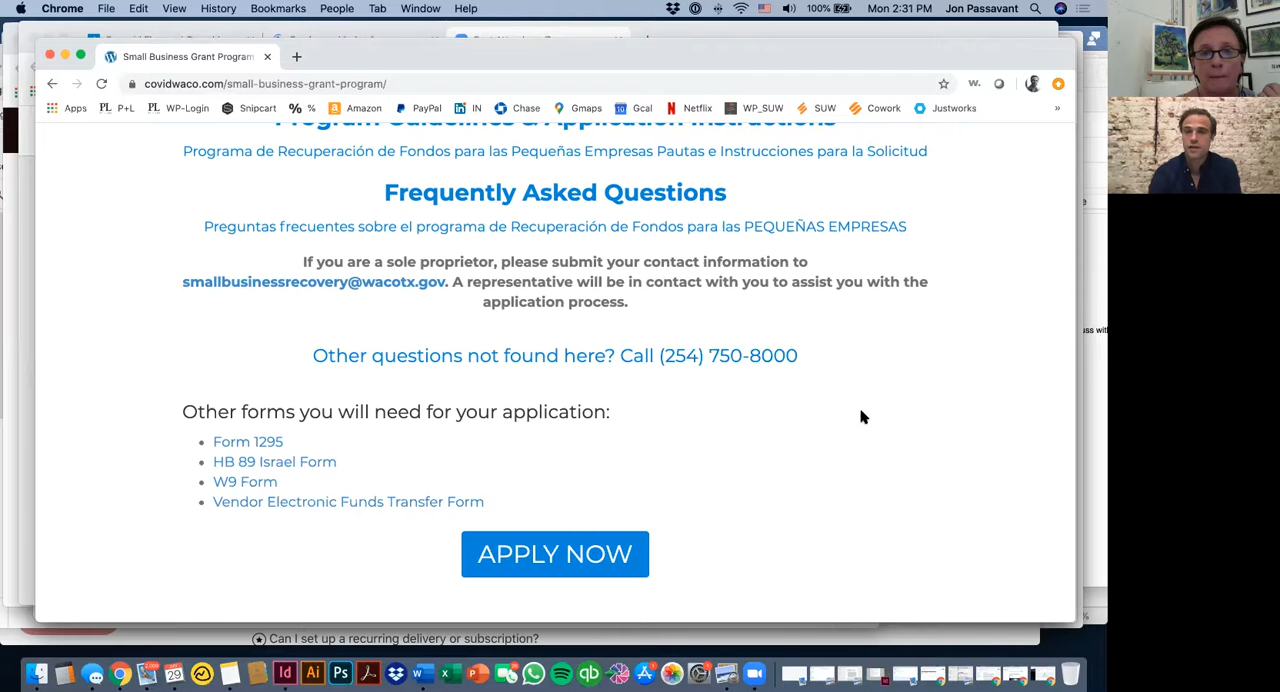 Chrome File Edit View History Bookmarks People Tab Window Help 100% Mon 2:31 PM Jon Passavant
Small Business Grant Program
covidwaco.com/small-business-grant-program/
Apps P+L WP-Login Snipcart % Amazon PayPal IN Chase Gmaps Gcal Netflix WP_SUW SUW Cowork Justworks »
Program Guidelines & Application Instructions
Programa de Recuperación de Fondos para las Pequeñas Empresas Pautas e Instrucciones para la Solicitud
Frequently Asked Questions
Preguntas frecuentes sobre el programa de Recuperación de Fondos para las PEQUEÑAS EMPRESAS
If you are a sole proprietor, please submit your contact information to
smallbusinessrecovery@wacotx.gov. A representative will be in contact with you to assist you with the
application process.
Other questions not found here? Call (254) 750-8000
Other forms you will need for your application:
• Form 1295
• HB 89 Israel Form
• W9 Form
• Vendor Electronic Funds Transfer Form
APPLY NOW
Can I set up a recurring delivery or subscription?